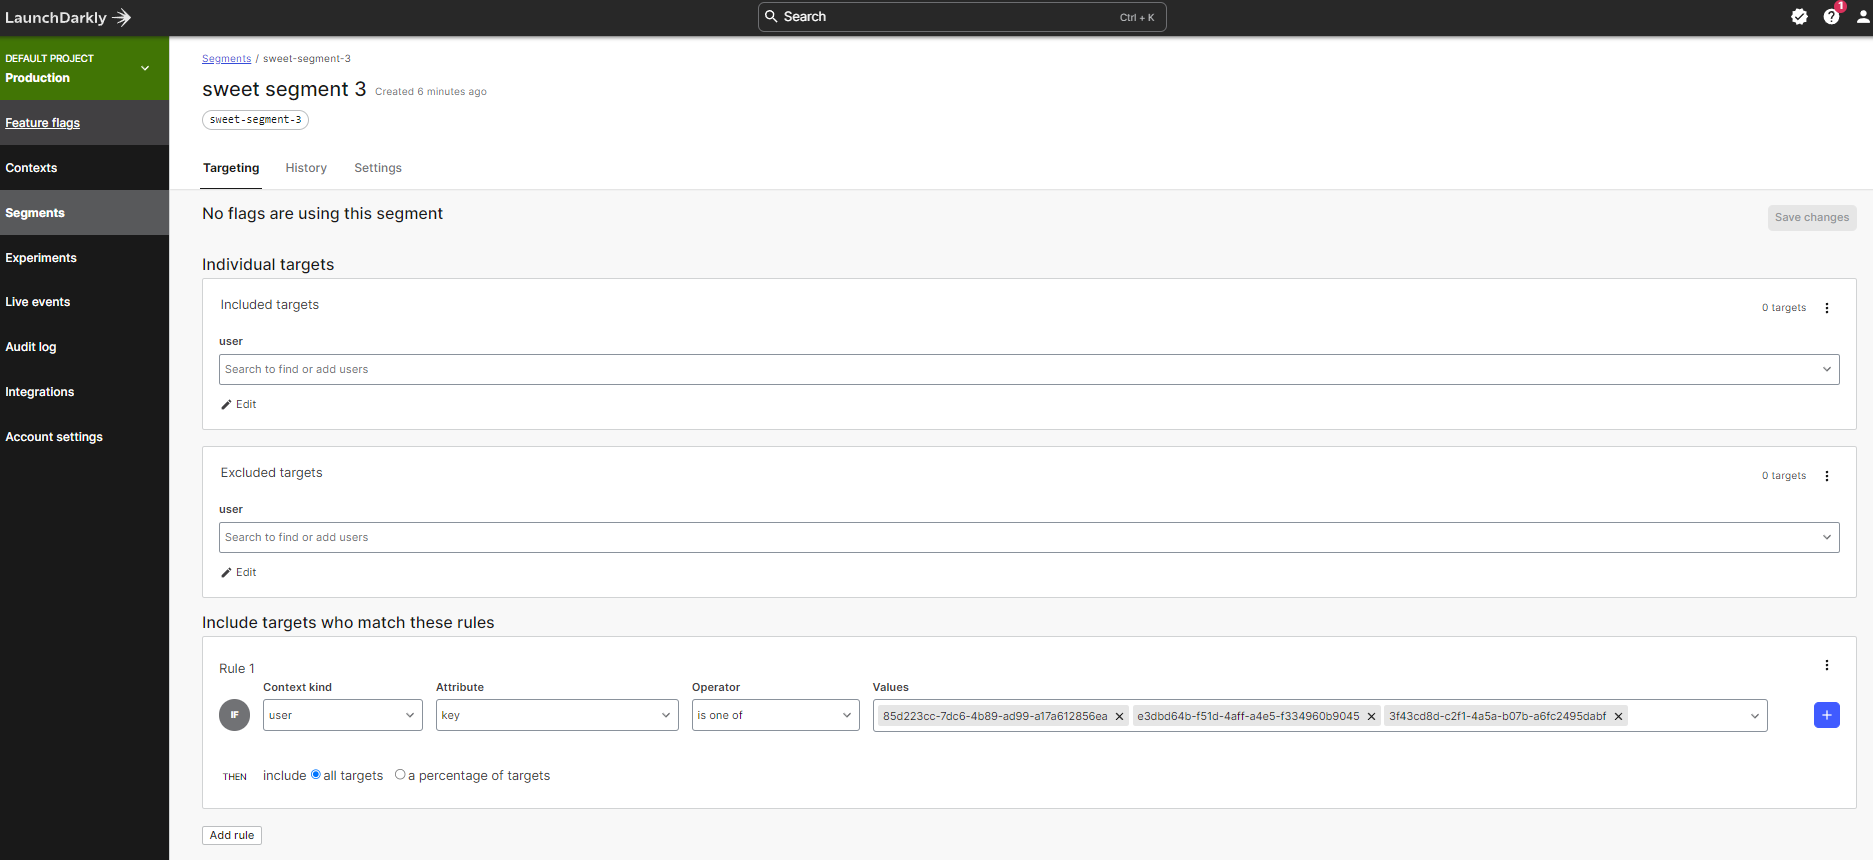 LaunchDarkly
Search
Ctrl + K
1
DEFAULT PROJECT
Production
Feature flags
Contexts
Segments
Experiments
Live events
Audit log
Integrations
Account settings
Segments / sweet-segment-3
sweet segment 3 Created 6 minutes ago
sweet-segment-3
Targeting History Settings
No flags are using this segment
Save changes
Individual targets
Included targets
0 targets
user
Search to find or add users
Edit
Excluded targets
0 targets
user
Search to find or add users
Edit
Include targets who match these rules
Rule 1
Context kind Attribute Operator Values
IF user key is one of 85d223cc-7dc6-4b89-ad99-a17a612856ea e3dbd64b-f51d-4aff-a4e5-f334960b9045 3f43cd8d-c2f1-4a5a-b07b-a6fc2495dabf
THEN include all targets a percentage of targets
Add rule